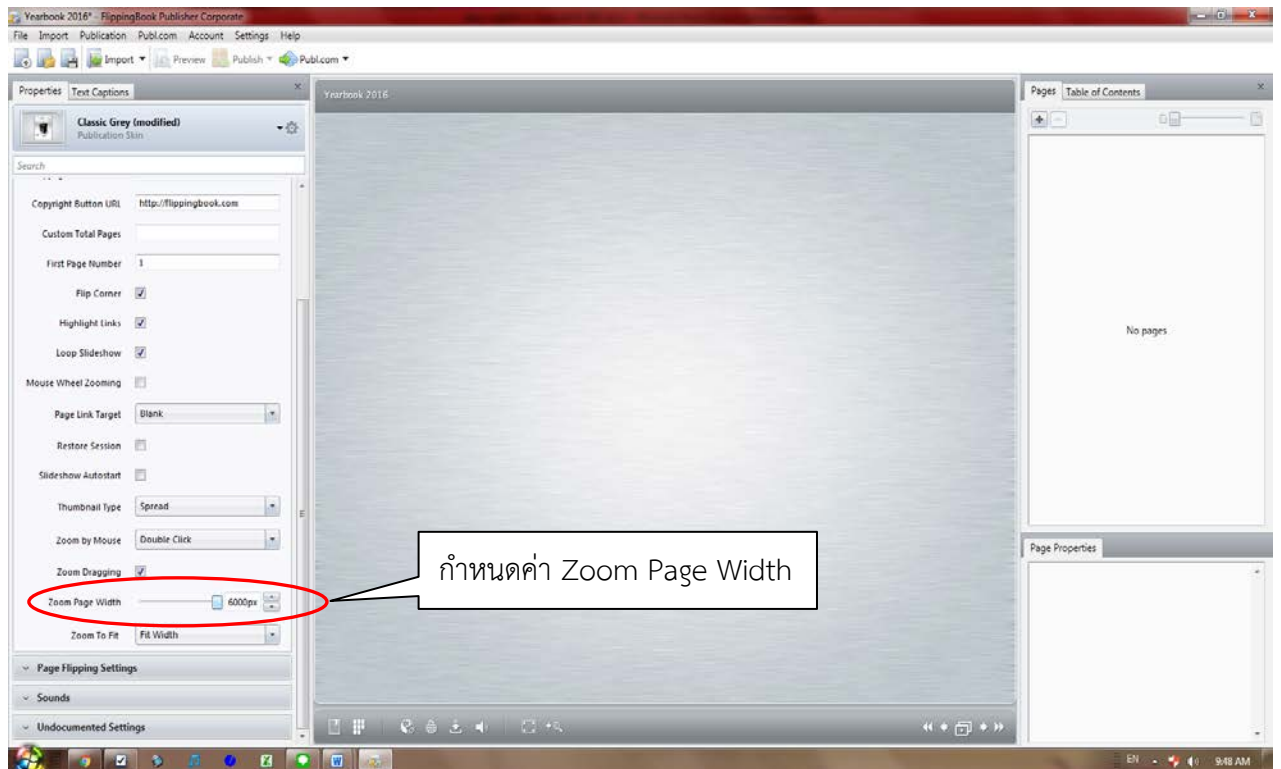 Yearbook 2016* - FlippingBook Publisher Corporate
File Import Publication Publ.com Account Settings Help
Import Preview Publish Publ.com
Properties Text Captions
Classic Grey (modified)
Publication Skin
Search
Copyright Button URL http://flippingbook.com
Custom Total Pages
First Page Number 1
Flip Corner
Highlight Links
Loop Slideshow
Mouse Wheel Zooming
Page Link Target Blank
Restore Session
Slideshow Autostart
Thumbnail Type Spread
Zoom by Mouse Double Click
Zoom Dragging
Zoom Page Width 6000px
Zoom To Fit Fit Width
Page Flipping Settings
Sounds
Undocumented Settings
Yearbook 2016
กำหนดค่า Zoom Page Width
Pages Table of Contents
No pages
Page Properties
EN 9:48 AM